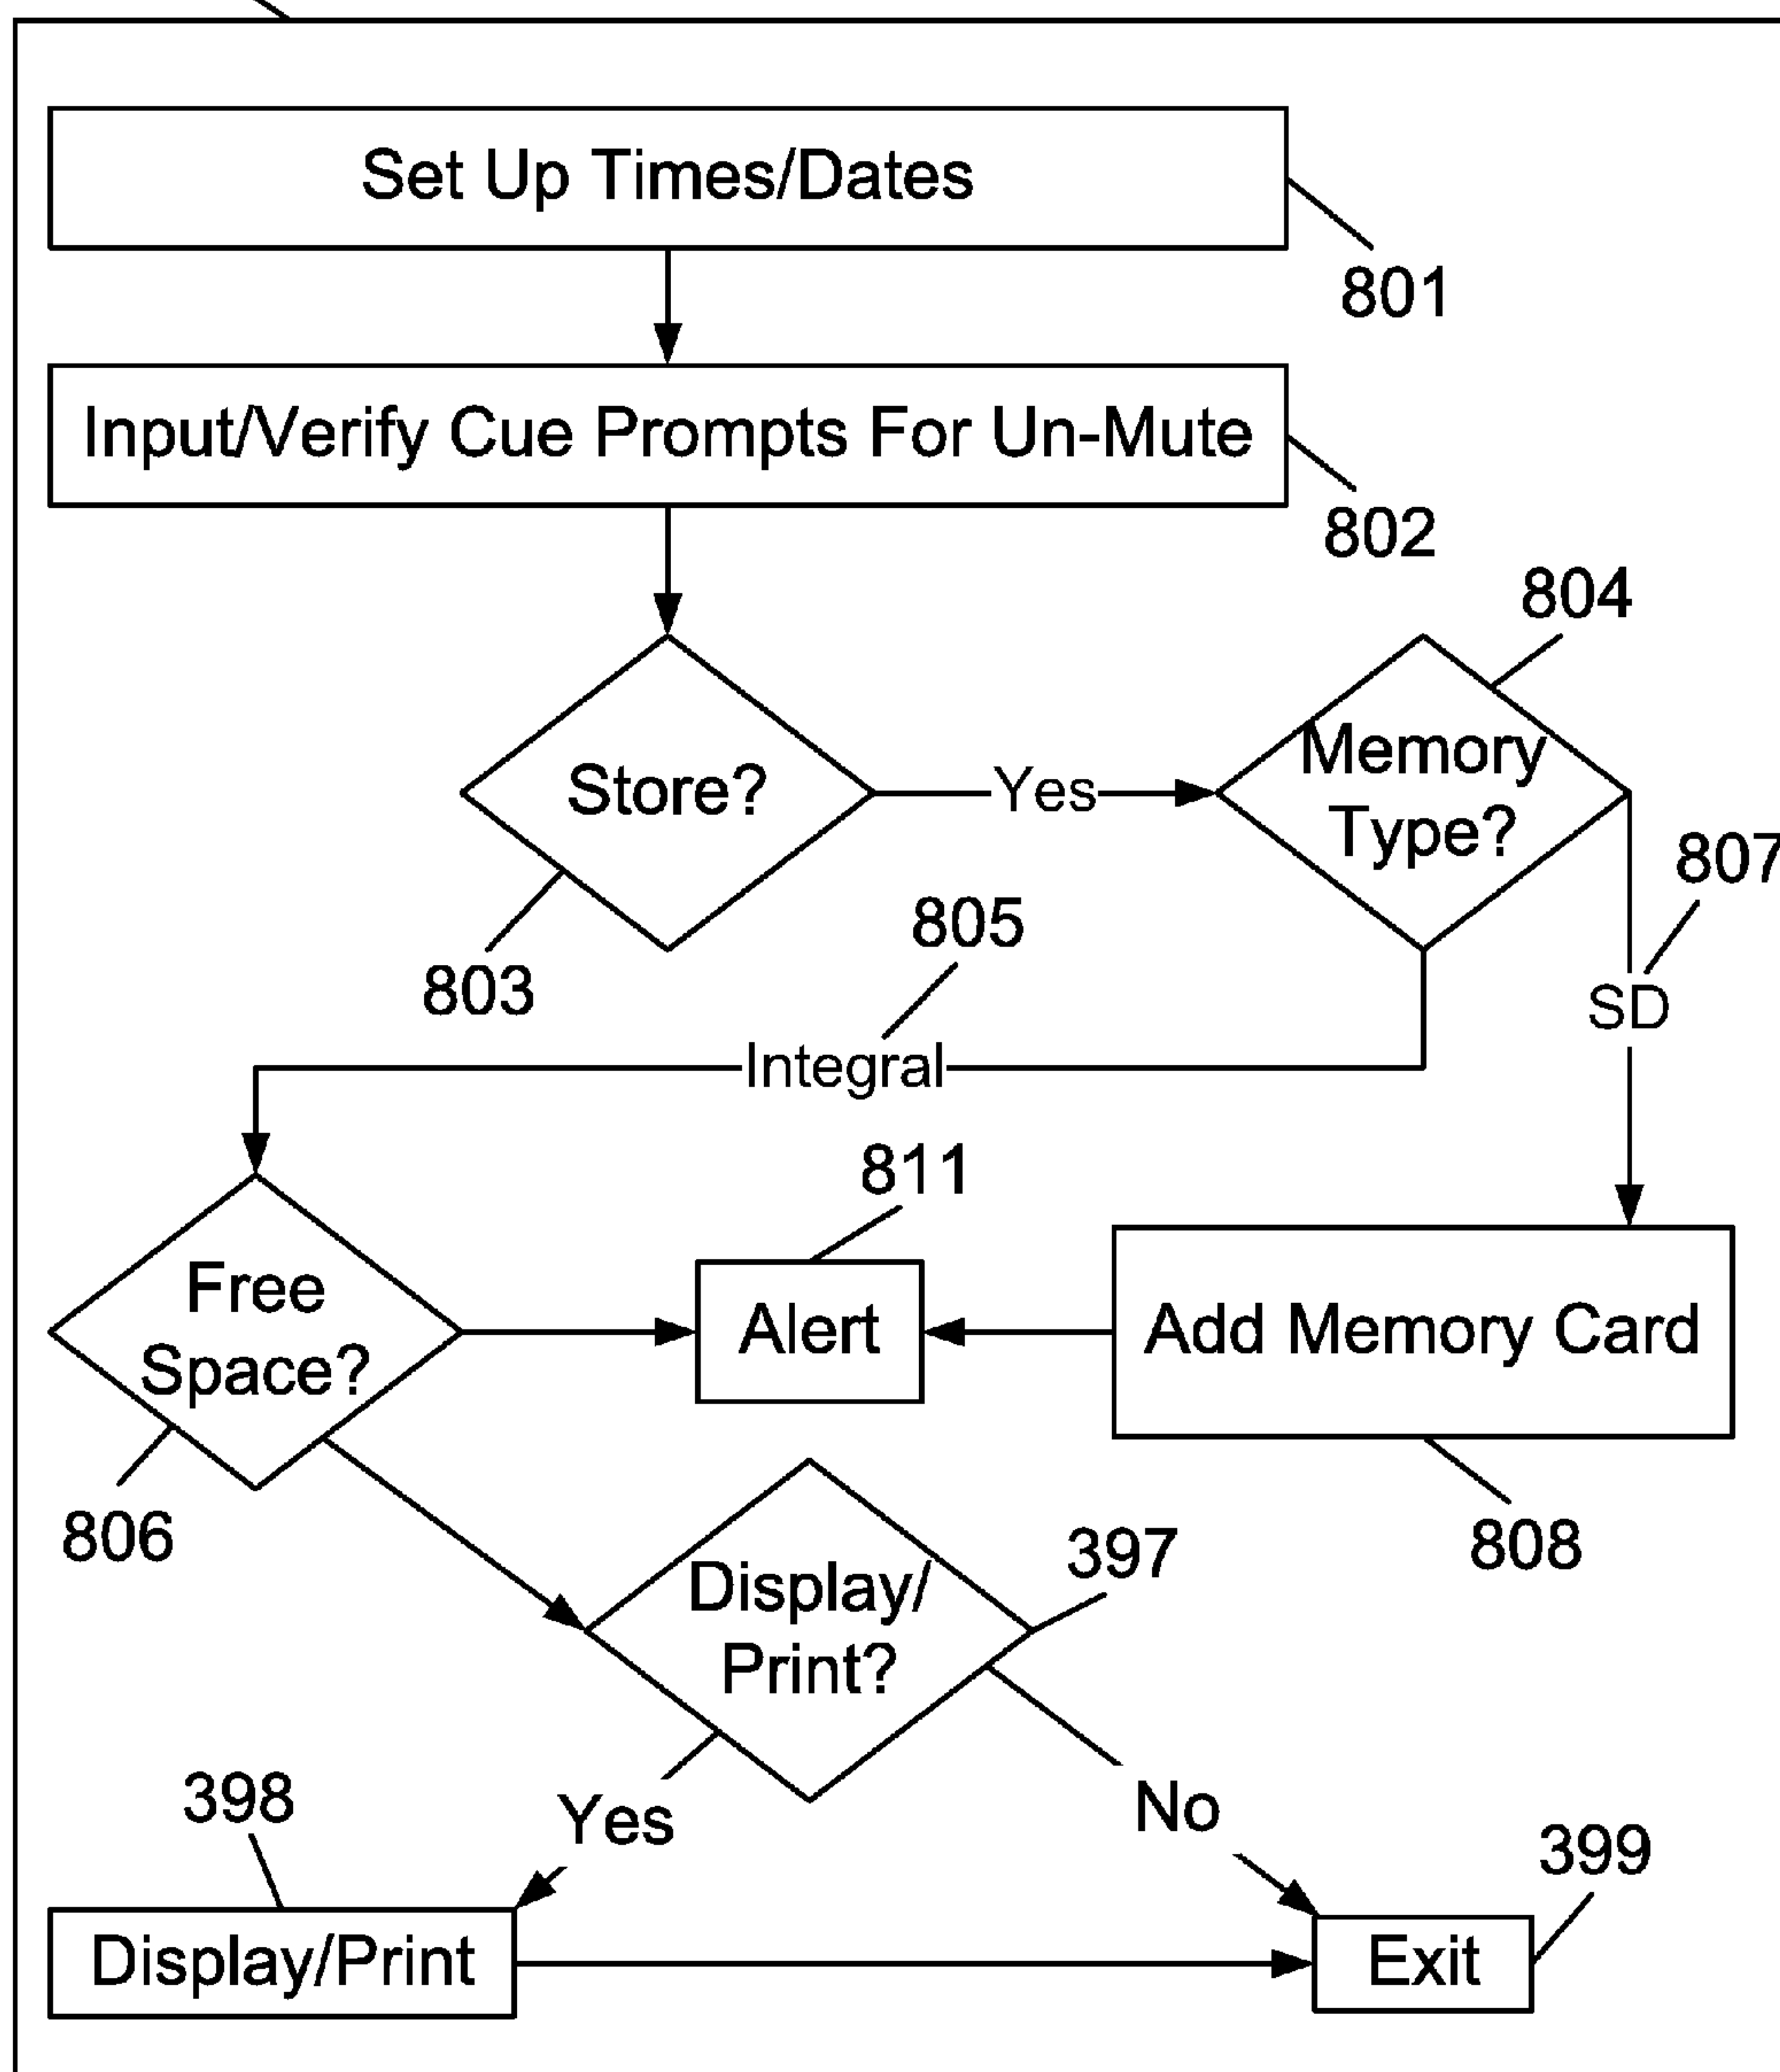 Set Up Times/Dates
801
Input/Verify Cue Prompts For Un-Mute
802
804
Store?
Yes
Memory
Type?
807
805
803
SD
Integral
811
Free
Space?
Alert
Add Memory Card
806
808
397
Display/
Print?
398
Yes
No
399
Display/Print
Exit